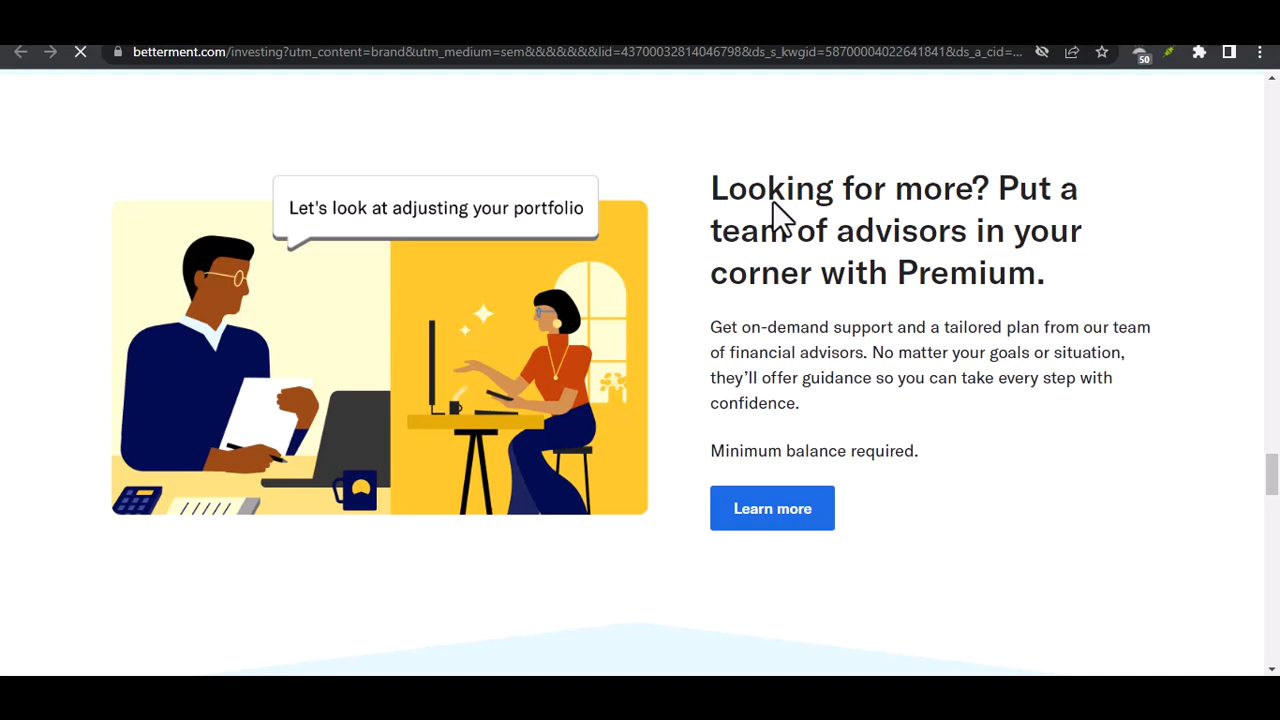 betterment.com/investing?utm_content=brand&utm_medium=sem&&&&&&&lid=43700032814046798&ds_s_kwgid=58700004022641841&ds_a_cid=...
50
Let's look at adjusting your portfolio
Looking for more? Put a
team of advisors in your
corner with Premium.
Get on-demand support and a tailored plan from our team
of financial advisors. No matter your goals or situation,
they’ll offer guidance so you can take every step with
confidence.
Minimum balance required.
Learn more